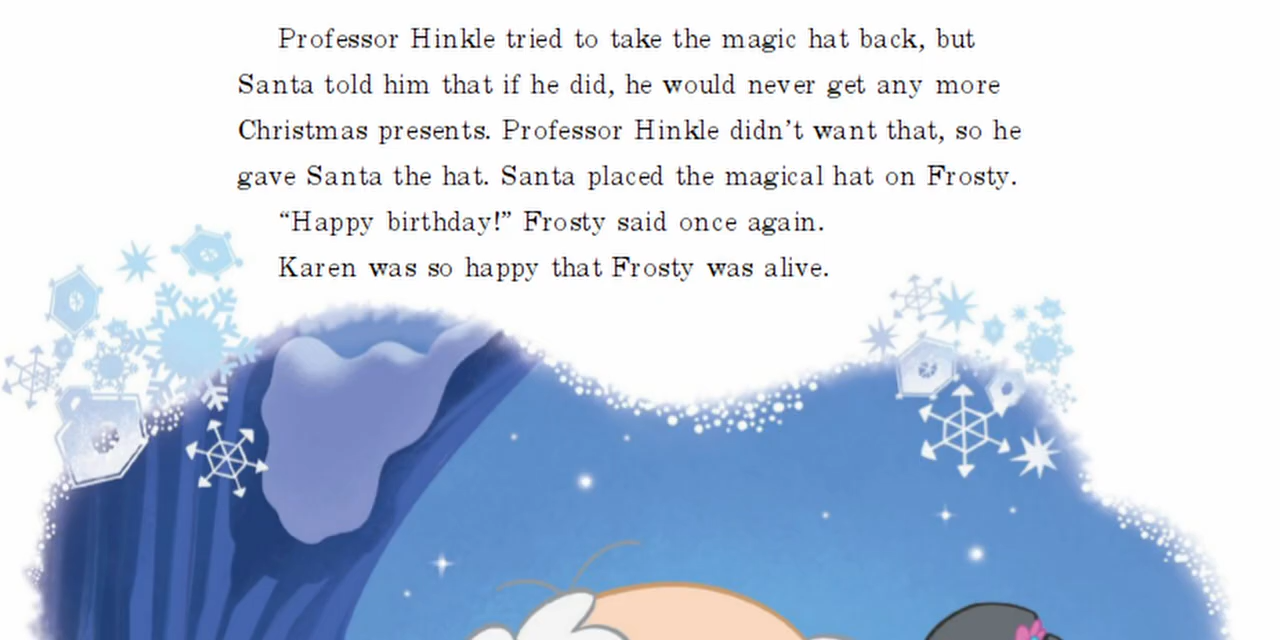 Professor Hinkle tried to take the magic hat back, but
Santa told him that if he did, he would never get any more
Christmas presents. Professor Hinkle didn’t want that, so he
gave Santa the hat. Santa placed the magical hat on Frosty.
“Happy birthday!” Frosty said once again.
Karen was so happy that Frosty was alive.